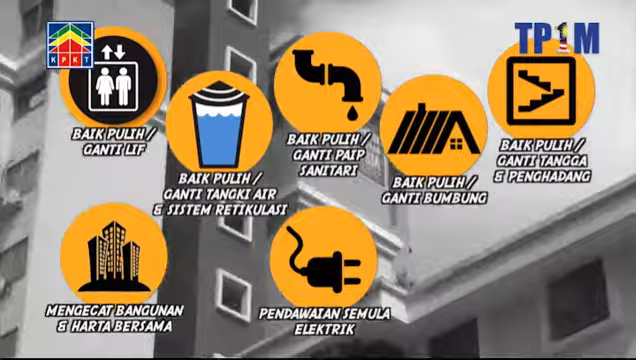 KPKT
TP1M
BAIK PULIH /
GANTI LIF
BAIK PULIH /
GANTI TANGKI AIR
& SISTEM RETIKULASI
BAIK PULIH /
GANTI PAIP
SANITARI
BAIK PULIH /
GANTI BUMBUNG
BAIK PULIH /
GANTI TANGGA
& PENGHADANG
MENGECAT BANGUNAN
& HARTA BERSAMA
PENDAWAIAN SEMULA
ELEKTRIK